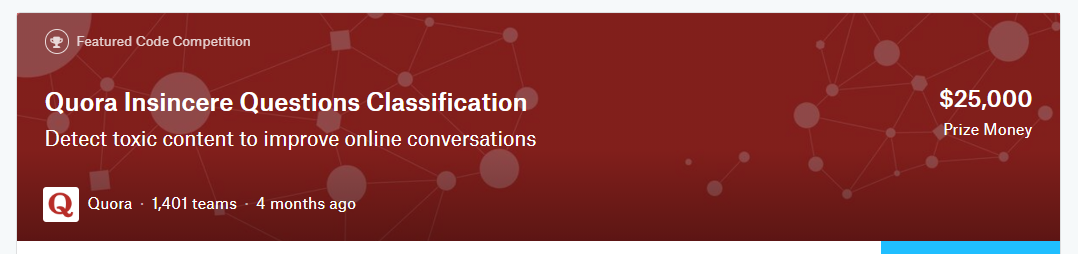 Featured Code Competition
Quora Insincere Questions Classification
$25,000
Detect toxic content to improve online conversations
Prize Money
Q
Quora · 1,401 teams · 4 months ago